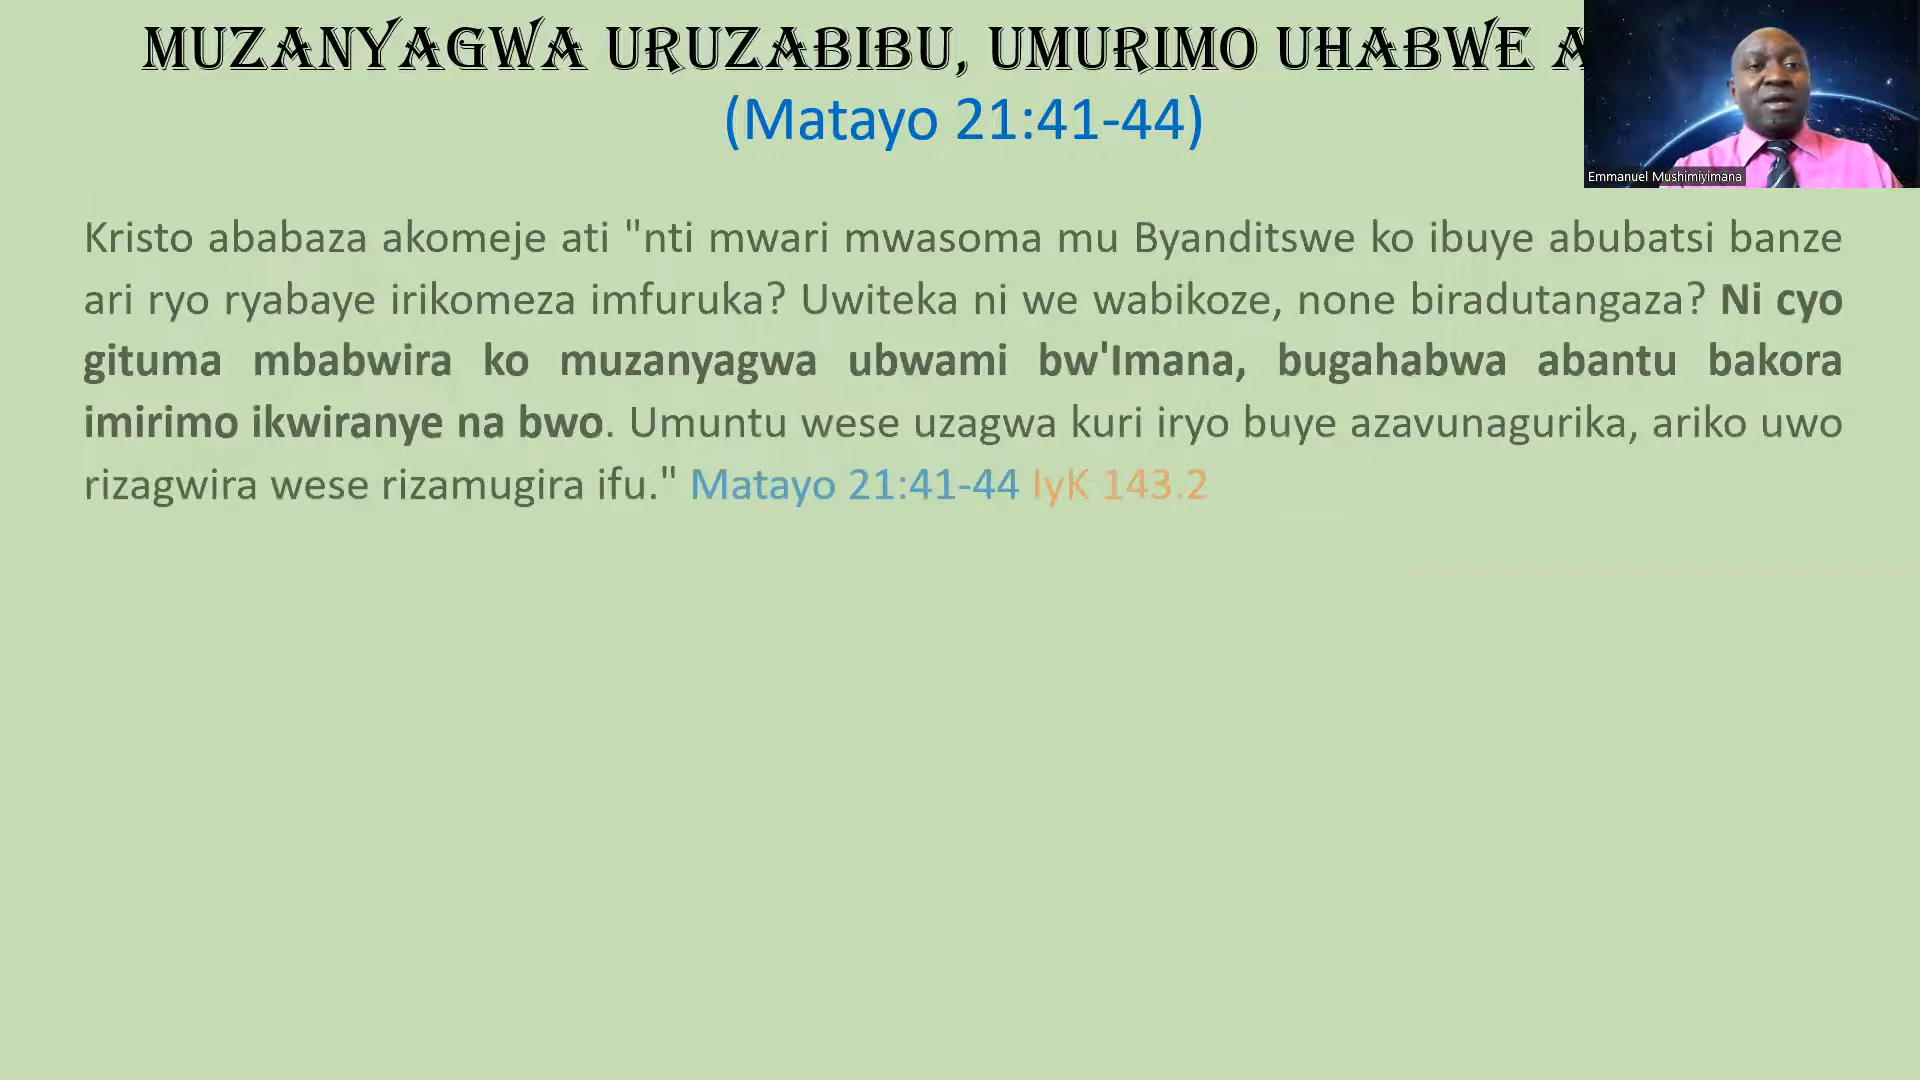 MUZANYAGWA URUZABIBU, UMURIMO UHABWE
(Matayo 21:41-44)
Emmanuel Mushimiyimana
Kristo ababaza akomeje ati "nti mwari mwasoma mu Byanditswe ko ibuye abubatsi banze
ari ryo ryabaye irikomeza imfuruka? Uwiteka ni we wabikoze, none biradutangaza? Ni cyo
gituma mbabwira ko muzanyagwa ubwami bw'Imana, bugahabwa abantu bakora
imirimo ikwiranye na bwo. Umuntu wese uzagwa kuri iryo buye azavunagurika, ariko uwo
rizagwira wese rizamugira ifu." Matayo 21:41-44 IyK 143.2